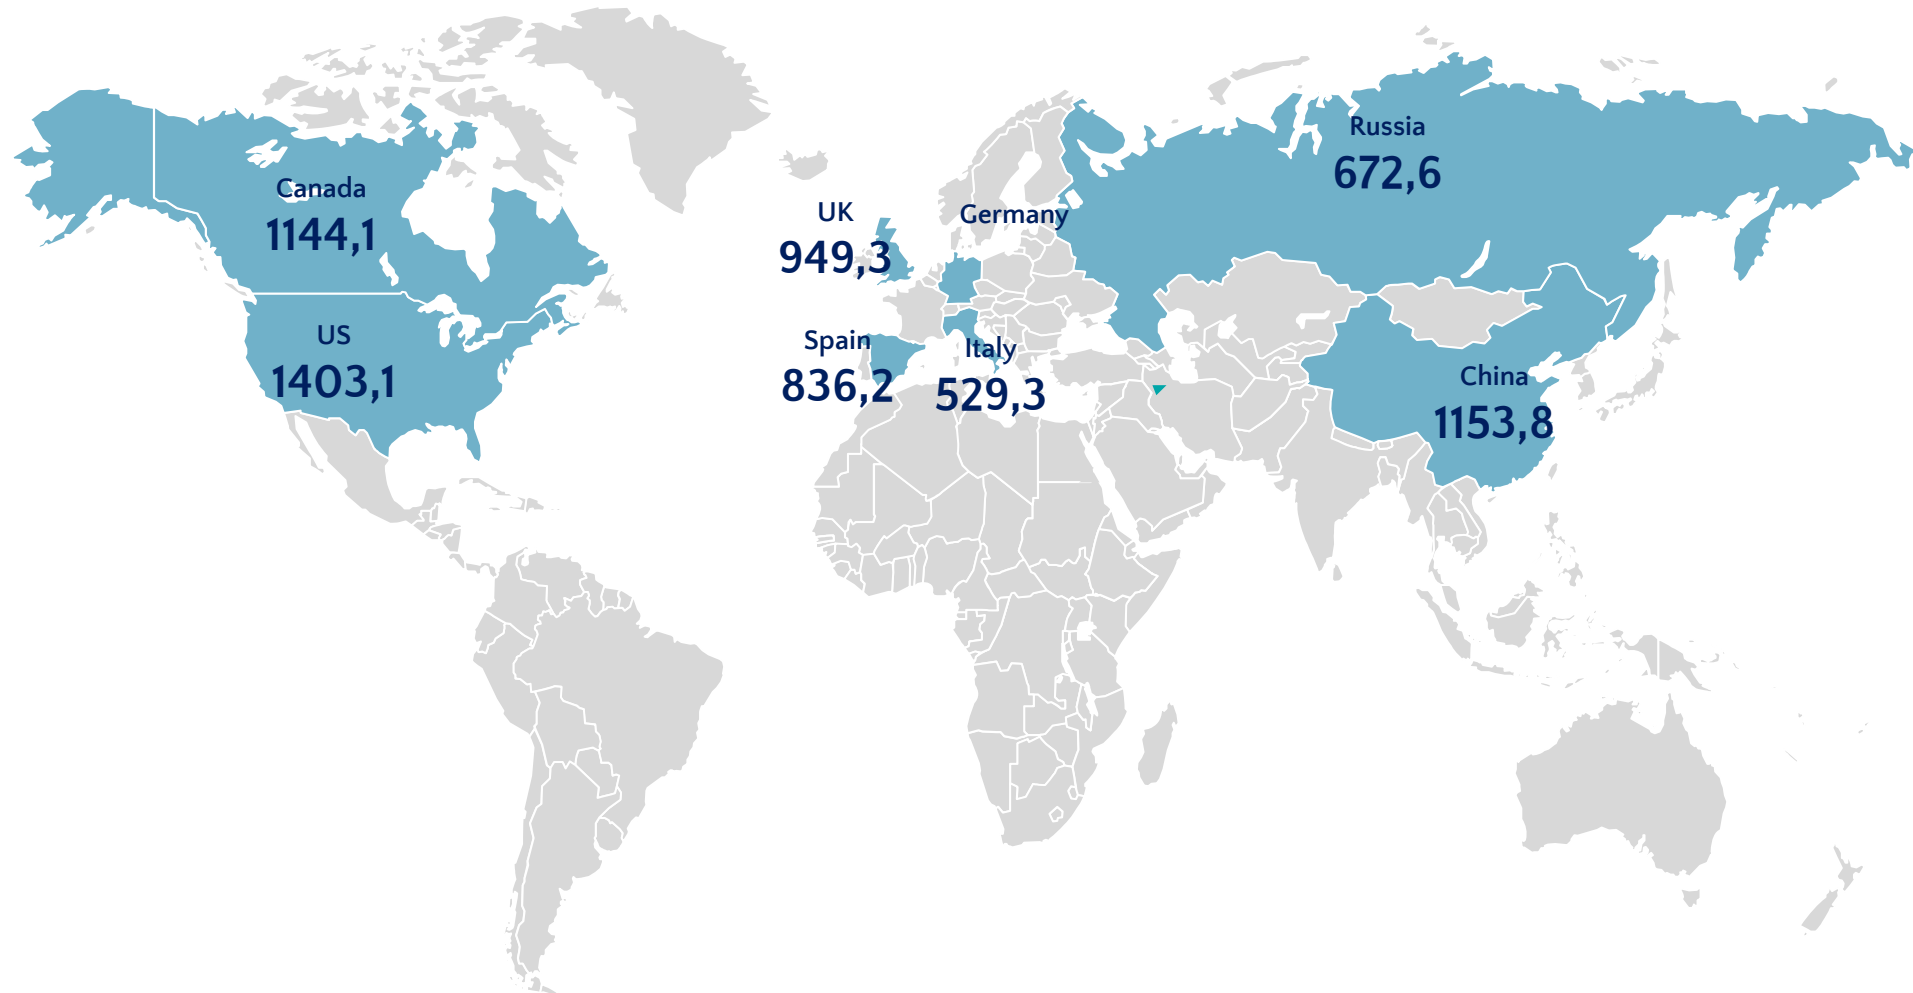 Canada
1144,1
US
1403,1
UK
949,3
Germany
Spain
836,2
Italy
529,3
Russia
672,6
China
1153,8